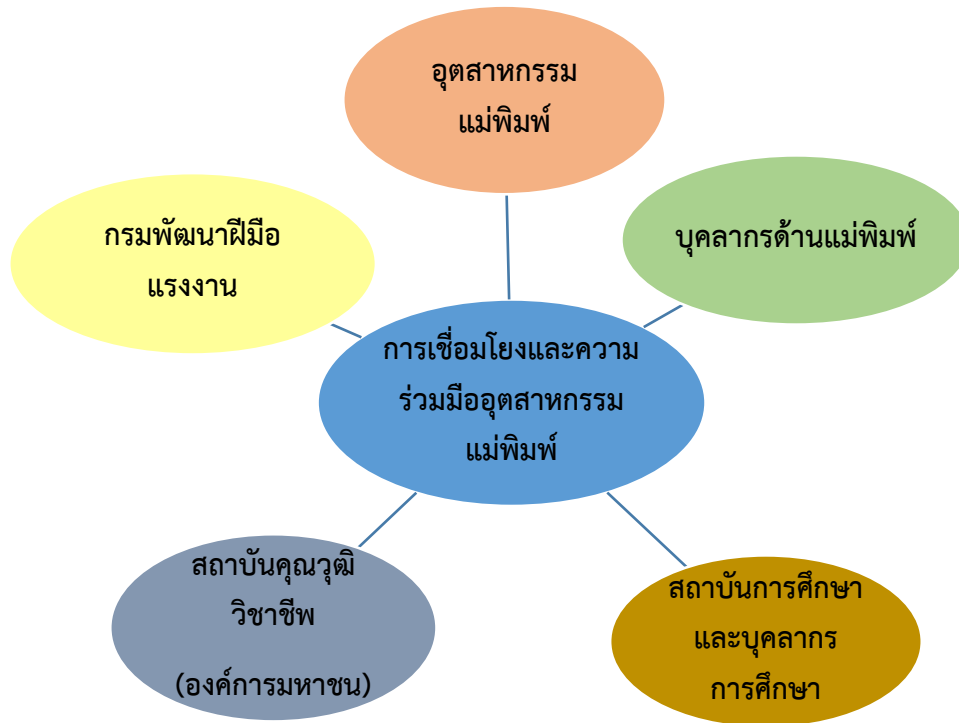 อุตสาหกรรม
แม่พิมพ์
กรมพัฒนาฝีมือ
แรงงาน
บุคลากรด้านแม่พิมพ์
การเชื่อมโยงและความ
ร่วมมืออุตสาหกรรม
แม่พิมพ์
สถาบันคุณวุฒิ
วิชาชีพ
(องค์การมหาชน)
สถาบันการศึกษา
และบุคลากร
การศึกษา